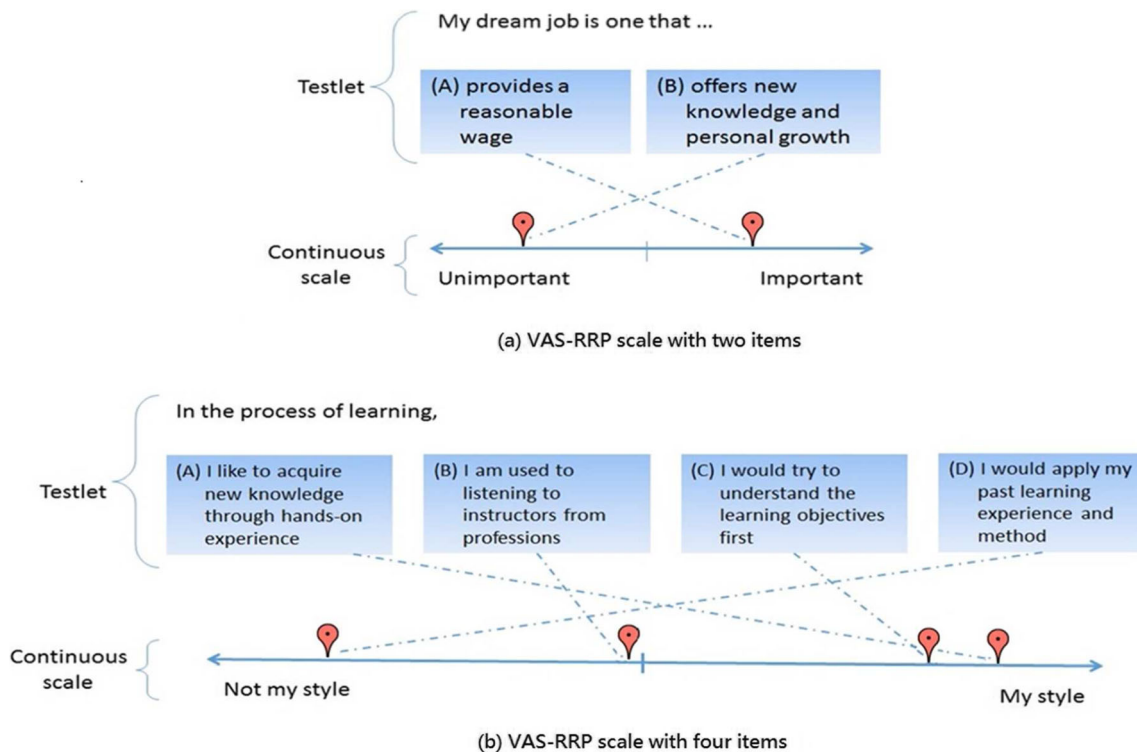 My dream job is one that ...
Testlet
(A) provides a
reasonable
wage
(B) offers new
knowledge and
personal growth
Continuous
scale
Unimportant
Important
(a) VAS-RRP scale with two items
In the process of learning,
Testlet
(A) I like to acquire
new knowledge
through hands-on
experience
(B) I am used to
listening to
instructors from
professions
(C) I would try to
understand the
learning objectives
first
(D) I would apply my
past learning
experience and
method
Continuous
scale
Not my style
My style
(b) VAS-RRP scale with four items